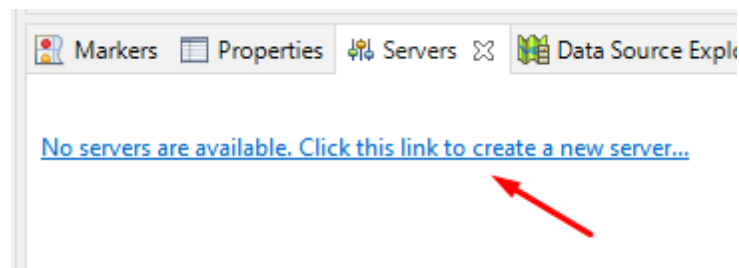 Markers Properties Servers Data Source Explo
No servers are available. Click this link to create a new server...